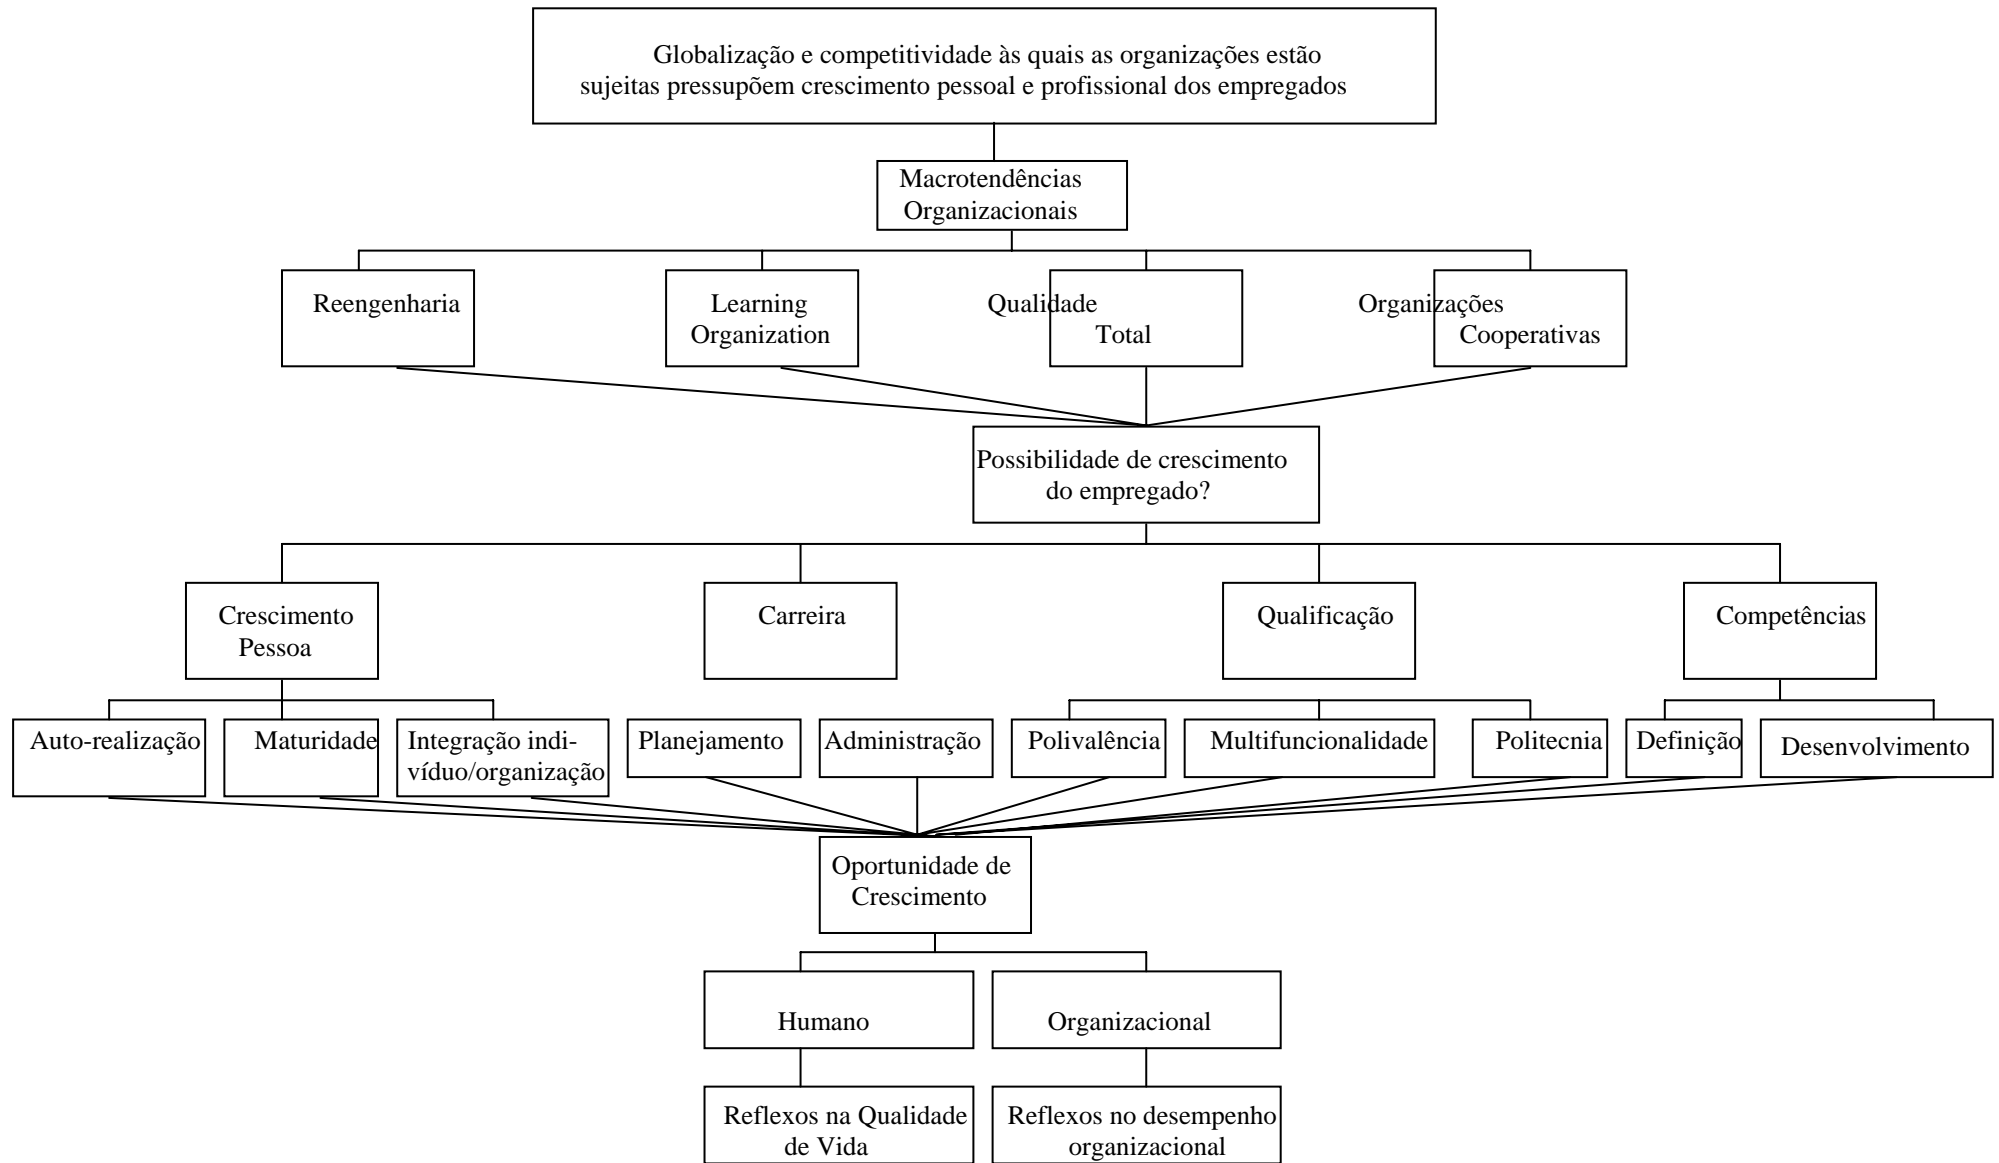 Globalização e competitividade às quais as organizações estão
sujeitas pressupõem crescimento pessoal e profissional dos empregados
Macrotendências
Organizacionais
Reengenharia
Learning
Organization
Qualidade
Total
Organizações
Cooperativas
Possibilidade de crescimento
do empregado?
Crescimento
Pessoa
Carreira
Qualificação
Competências
Auto-realização
Maturidade
Integração indi-
víduo/organização
Planejamento
Administração
Polivalência
Multifuncionalidade
Politecnia
Definição
Desenvolvimento
Oportunidade de
Crescimento
Humano
Organizacional
Reflexos na Qualidade
de Vida
Reflexos no desempenho
organizacional